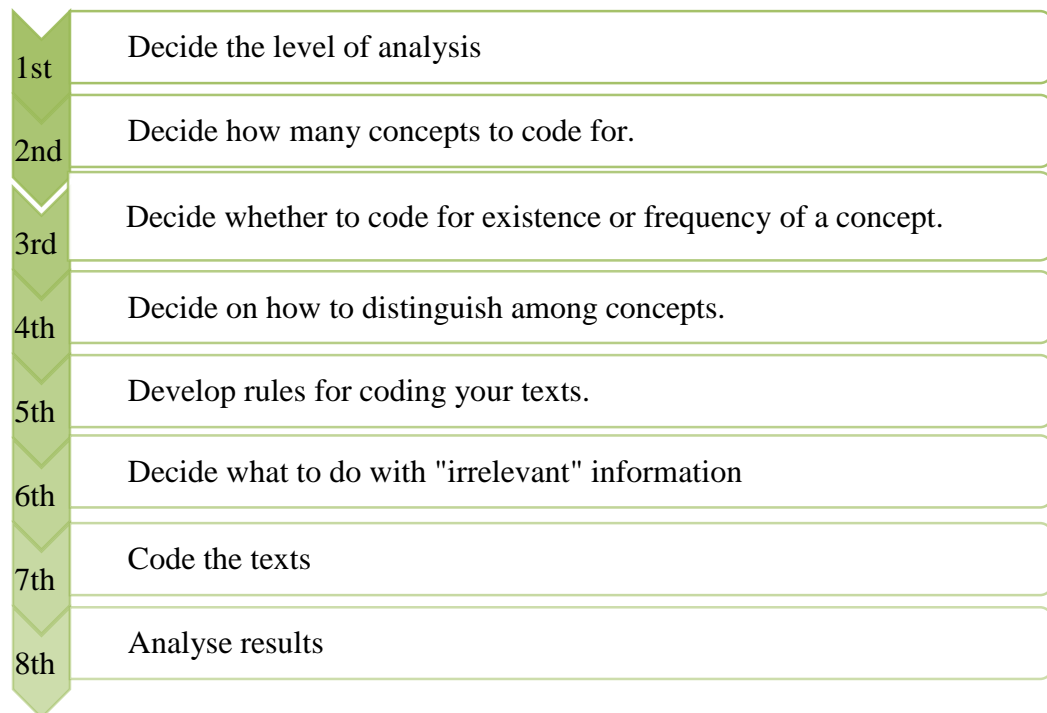 1st Decide the level of analysis
2nd Decide how many concepts to code for.
3rd Decide whether to code for existence or frequency of a concept.
4th Decide on how to distinguish among concepts.
5th Develop rules for coding your texts.
6th Decide what to do with "irrelevant" information
7th Code the texts
8th Analyse results